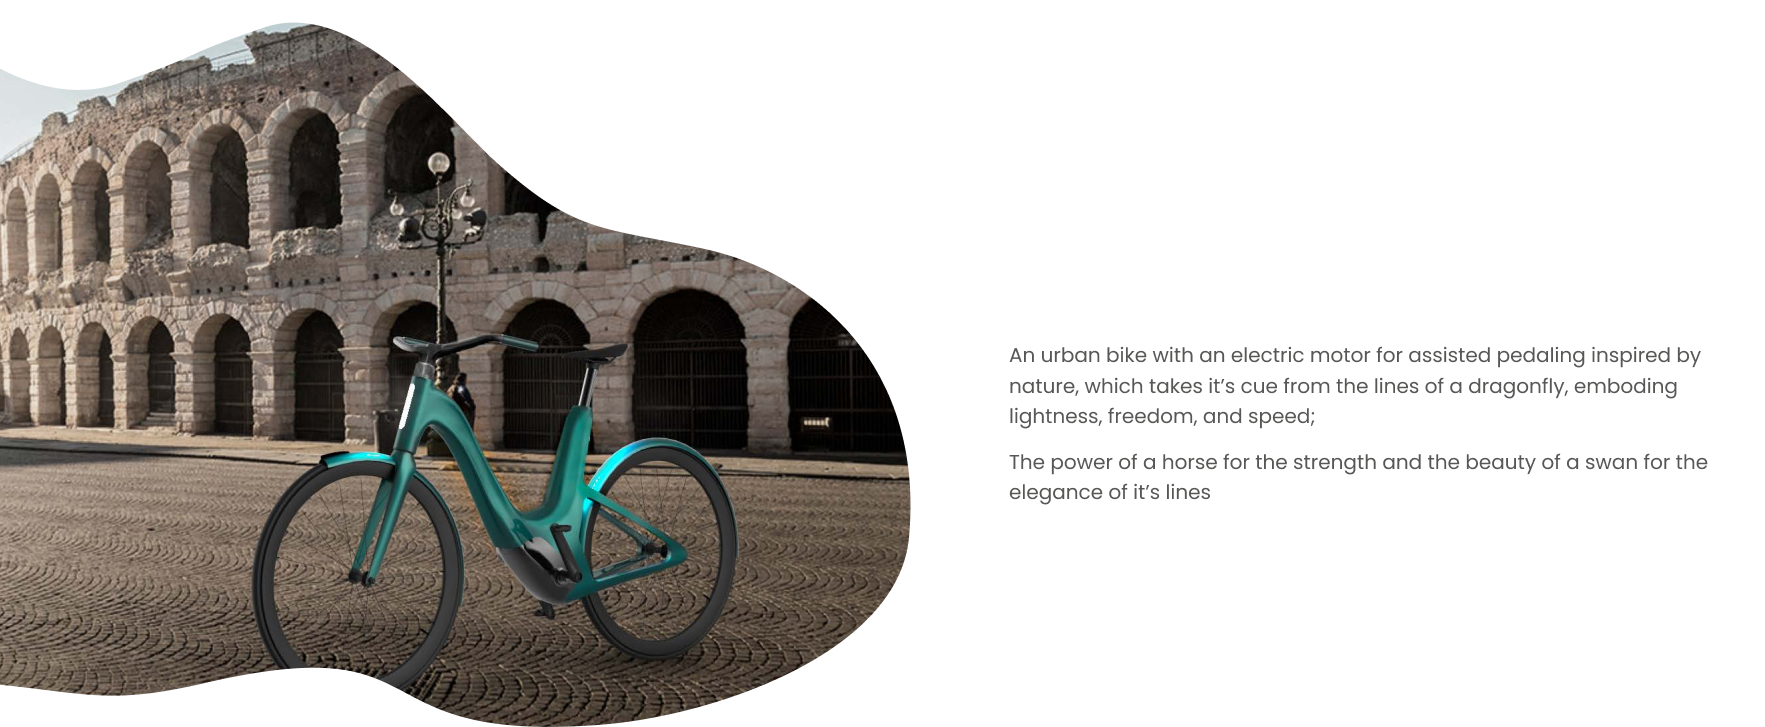 An urban bike with an electric motor for assisted pedaling inspired by
nature, which takes it’s cue from the lines of a dragonfly, emboding
lightness, freedom, and speed;
The power of a horse for the strength and the beauty of a swan for the
elegance of it’s lines